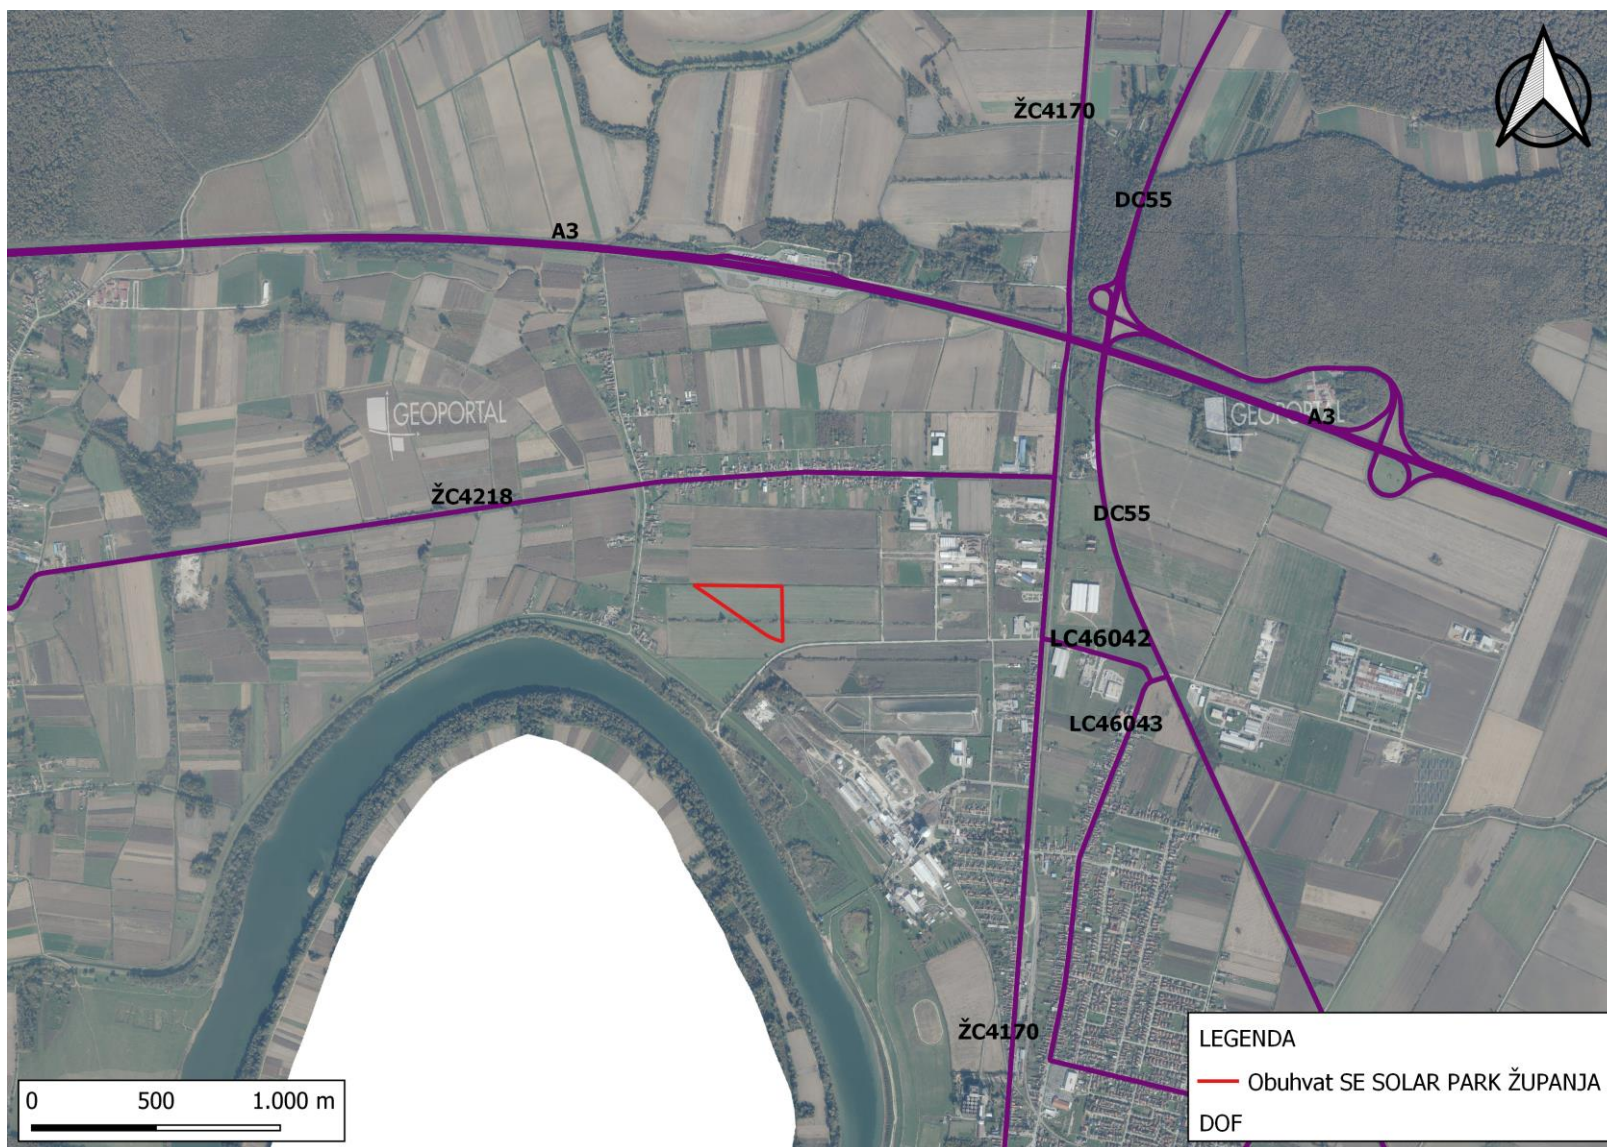 ŽC4170
DC55
A3
GEOPORTAL
GEOPORTAL
A3
ŽC4218
DC55
LC46042
LC46043
ŽC4170
LEGENDA
Obuhvat SE SOLAR PARK ŽUPANJA
DOF
0 500 1.000 m